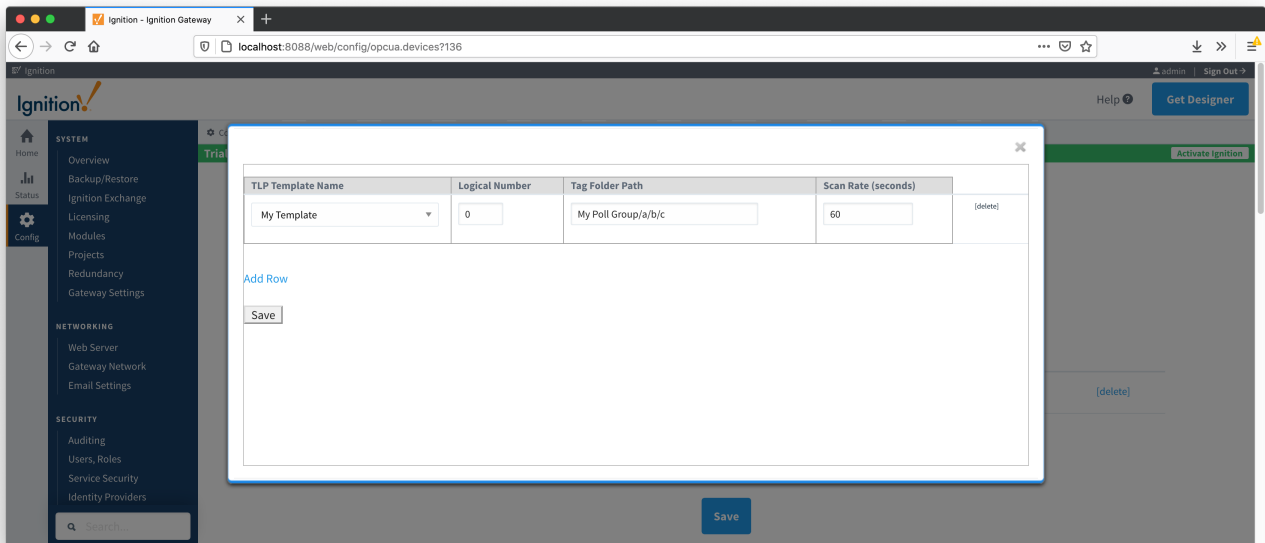 Ignition - Ignition Gateway
localhost:8088/web/config/opcua.devices?136
Ignition
admin | Sign Out
Ignition!
Help
Get Designer
Home
Status
Config
SYSTEM
Overview
Backup/Restore
Ignition Exchange
Licensing
Modules
Projects
Redundancy
Gateway Settings
NETWORKING
Web Server
Gateway Network
Email Settings
SECURITY
Auditing
Users, Roles
Service Security
Identity Providers
Search...
Trial
Activate Ignition
TLP Template Name Logical Number Tag Folder Path Scan Rate (seconds)
My Template 0 My Poll Group/a/b/c 60 [delete]
Add Row
Save
[delete]
Save